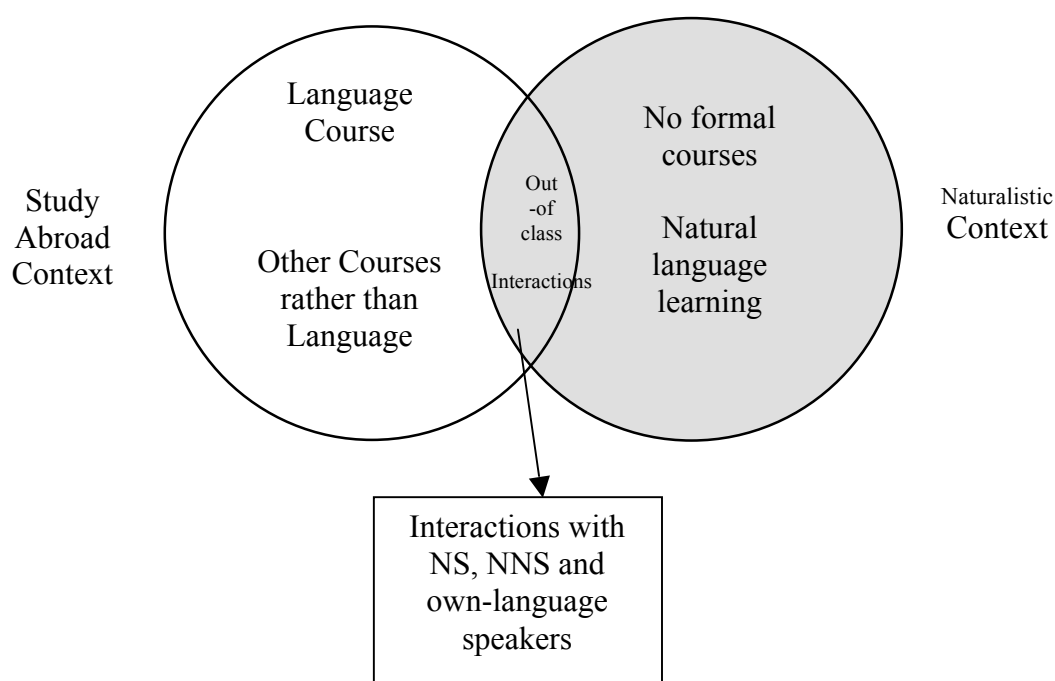 Study
Abroad
Context
Language
Course
Other Courses
rather than
Language
Out
-of
class
Interactions
No formal
courses
Natural
language
learning
Naturalistic
Context
Interactions with
NS, NNS and
own-language
speakers